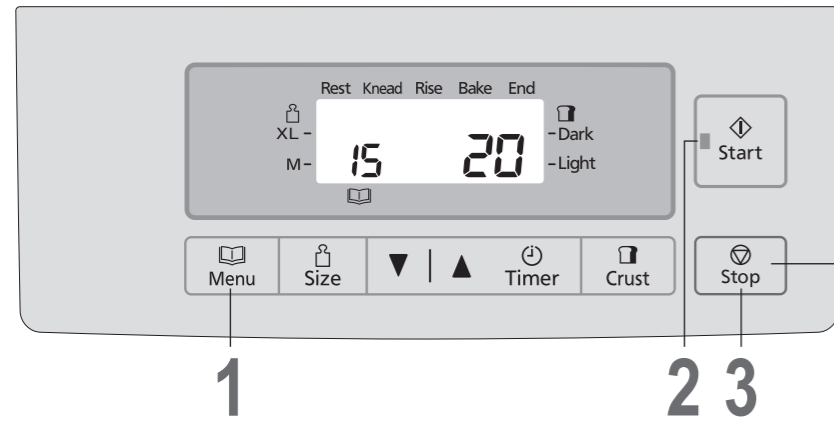 Rest Knead Rise Bake End
XL - - Dark
M - 15 20 - Light
Start
Menu Size Timer Crust Stop
1 2 3